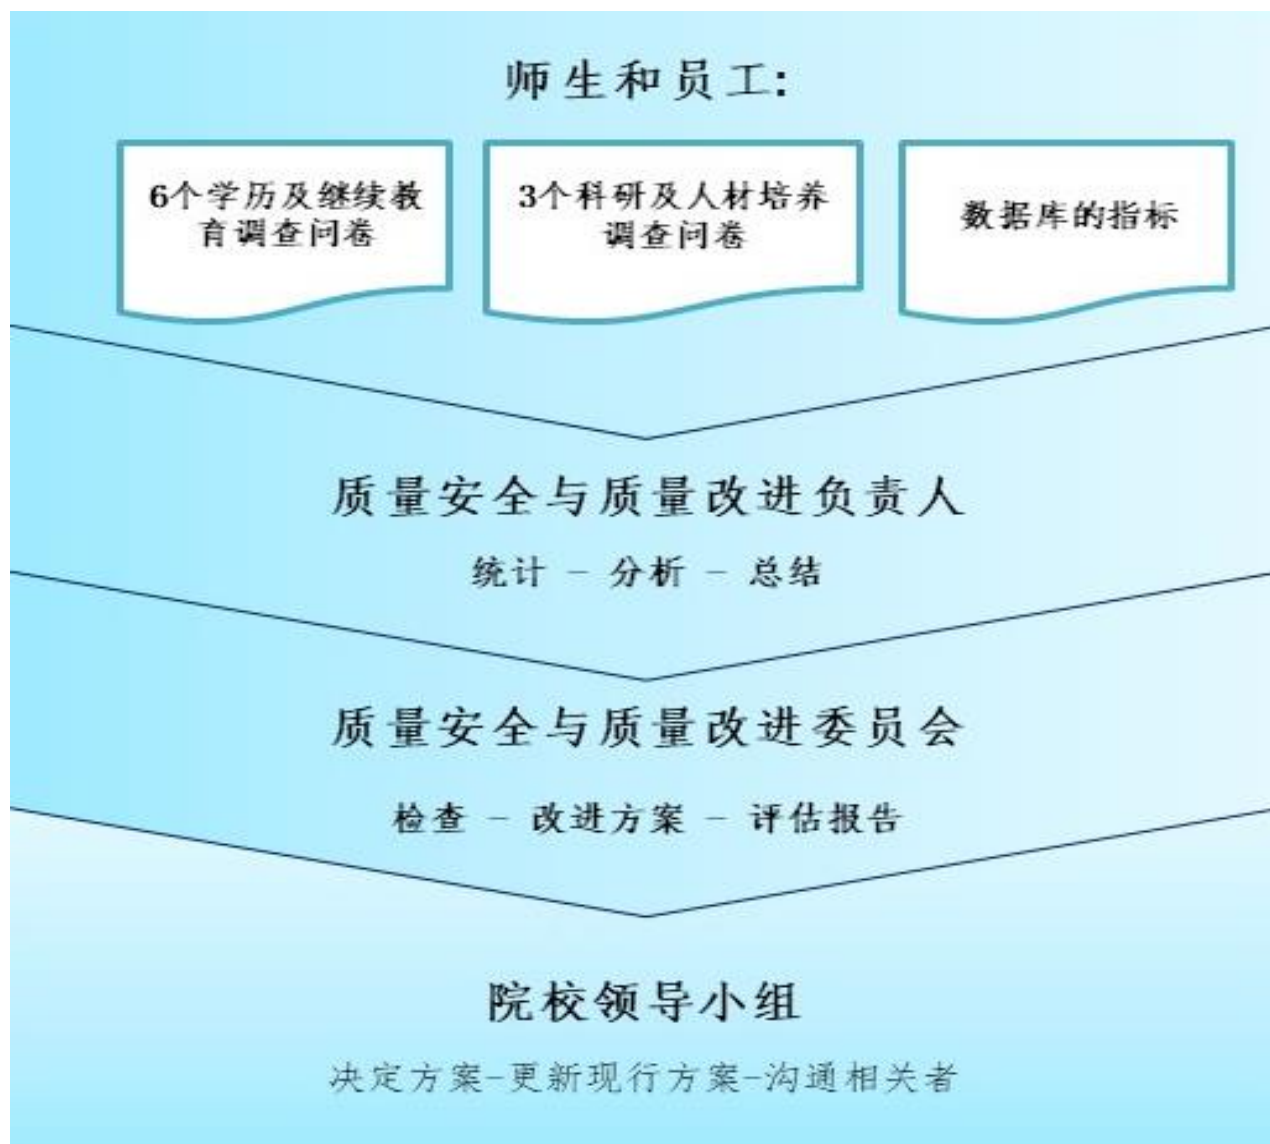 师生和员工:
6个学历及继续教
育调查问卷
3个科研及人材培养
调查问卷
数据库的指标
质量安全与质量改进负责人
统计 – 分析 – 总结
质量安全与质量改进委员会
检查 – 改进方案 – 评估报告
院校领导小组
决定方案-更新现行方案-沟通相关者